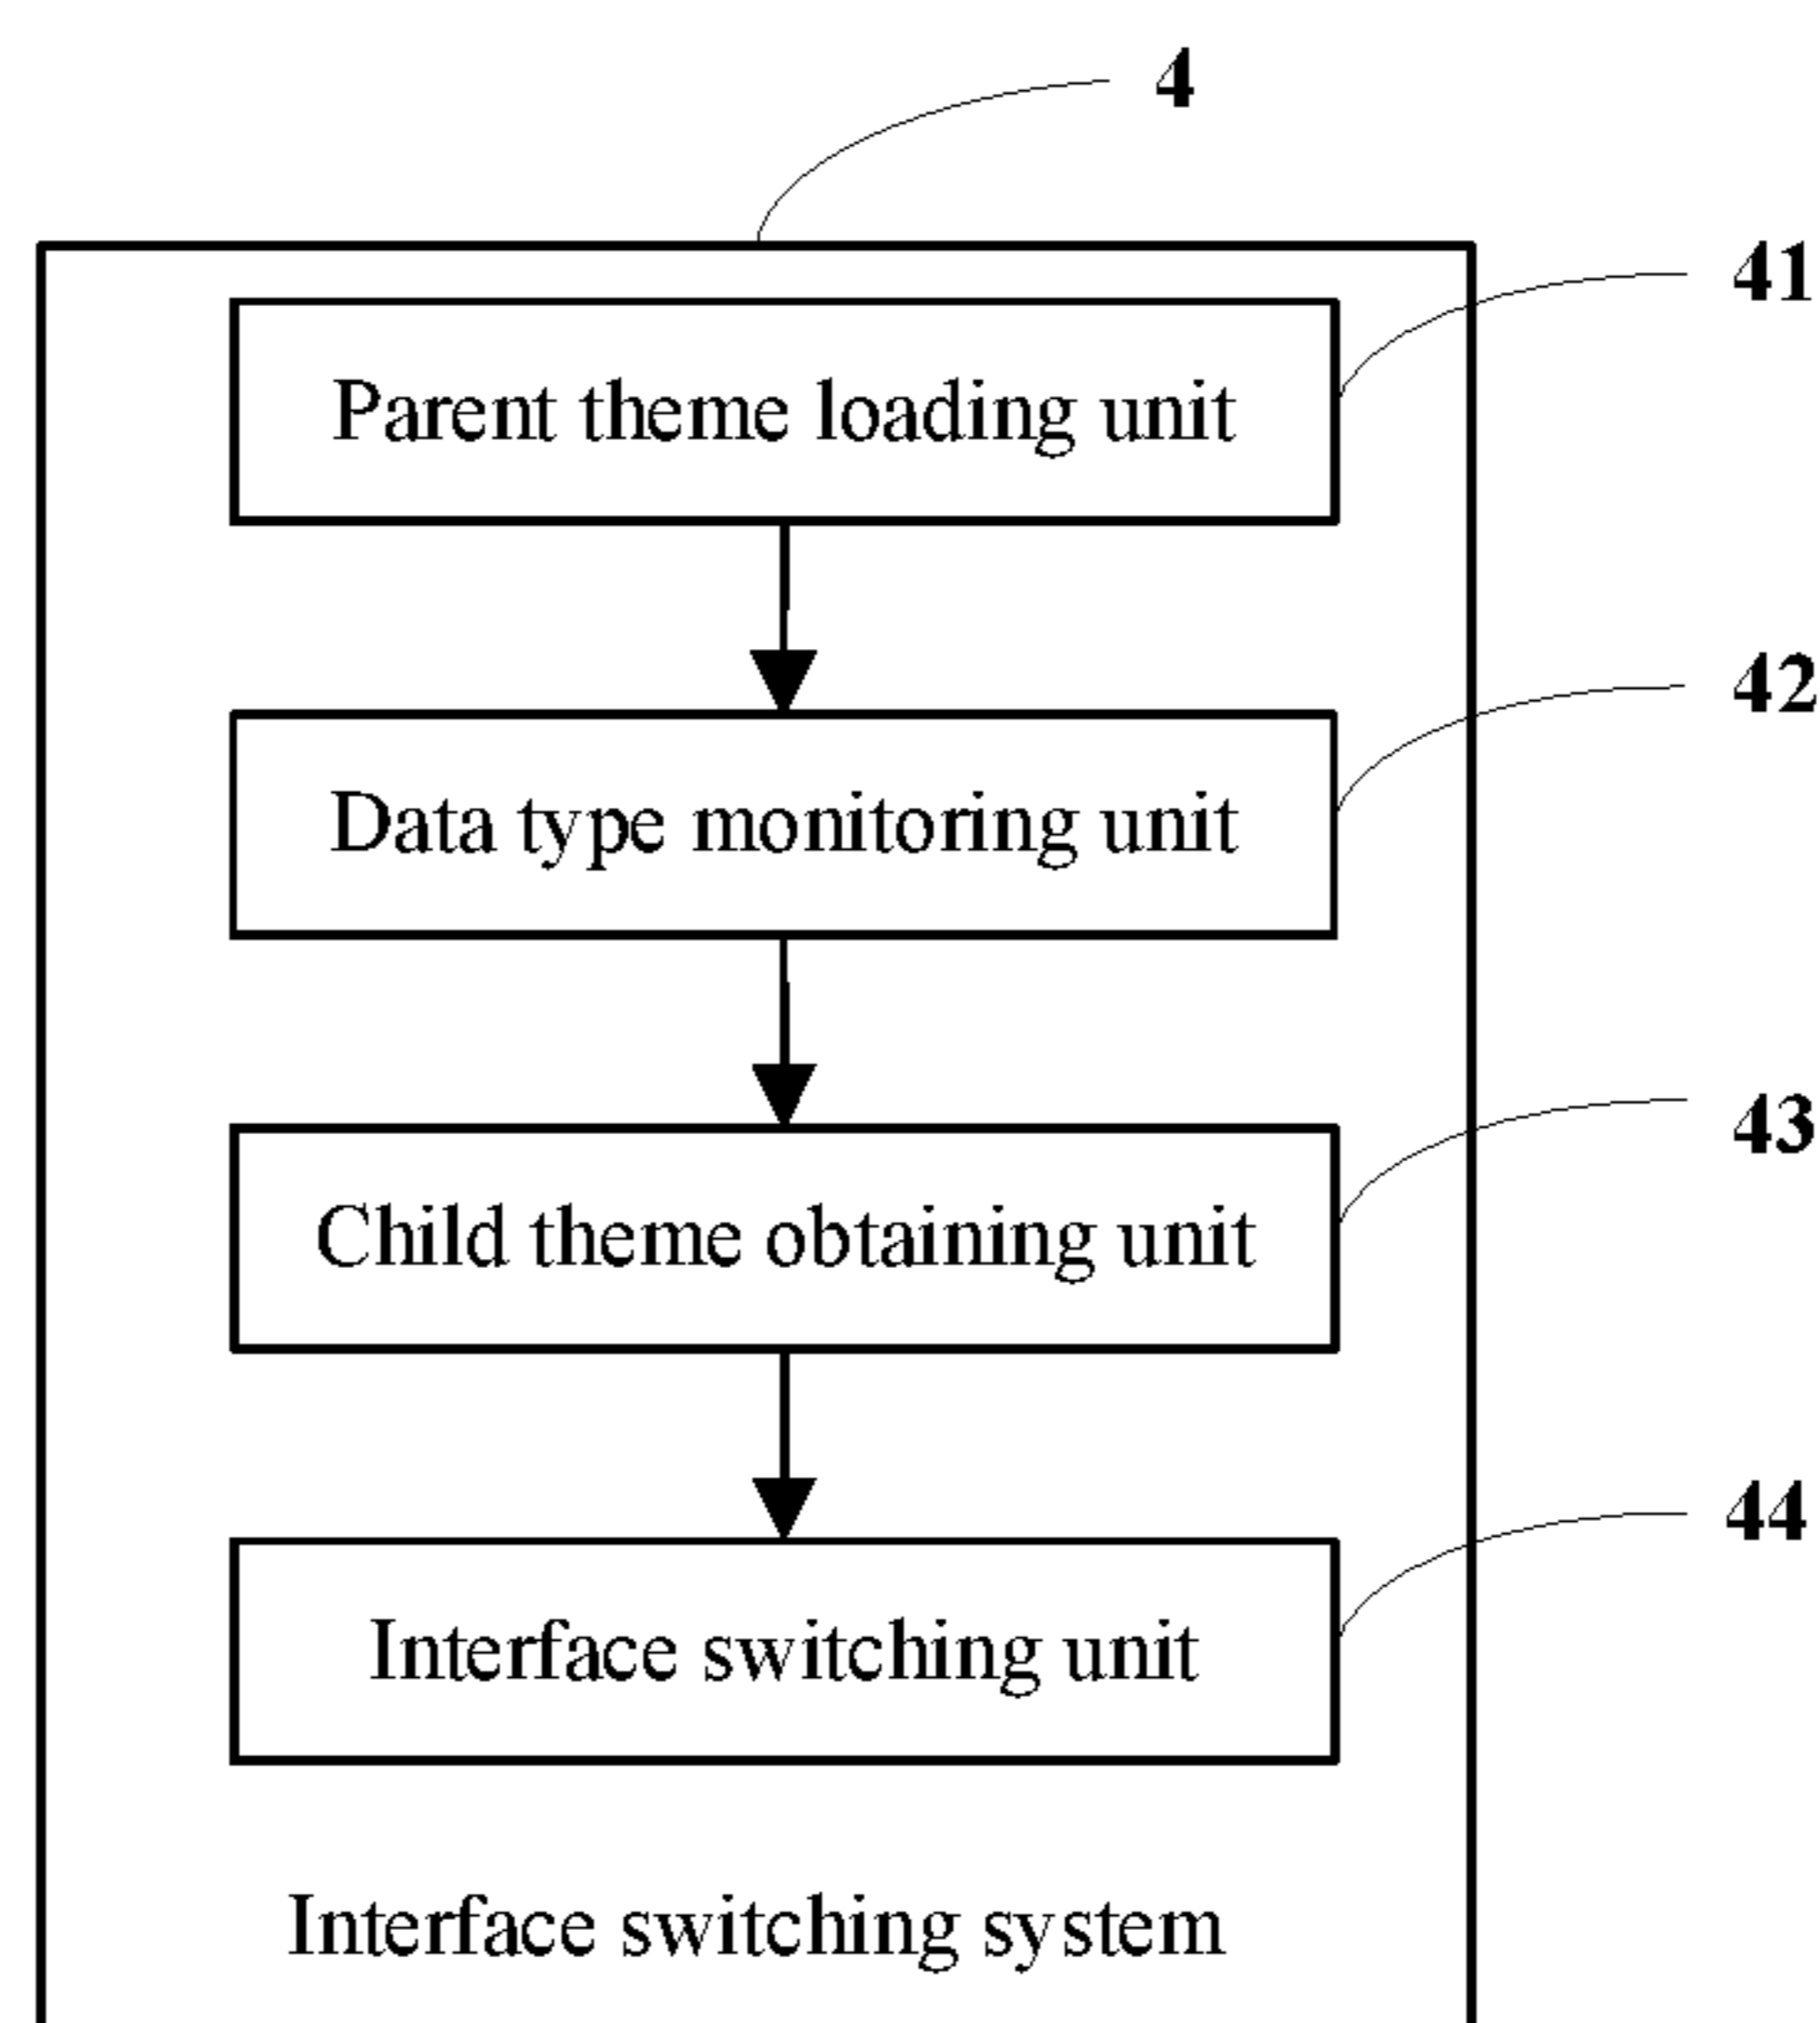 4
41
Parent theme loading unit
42
Data type monitoring unit
43
Child theme obtaining unit
44
Interface switching unit
Interface switching system